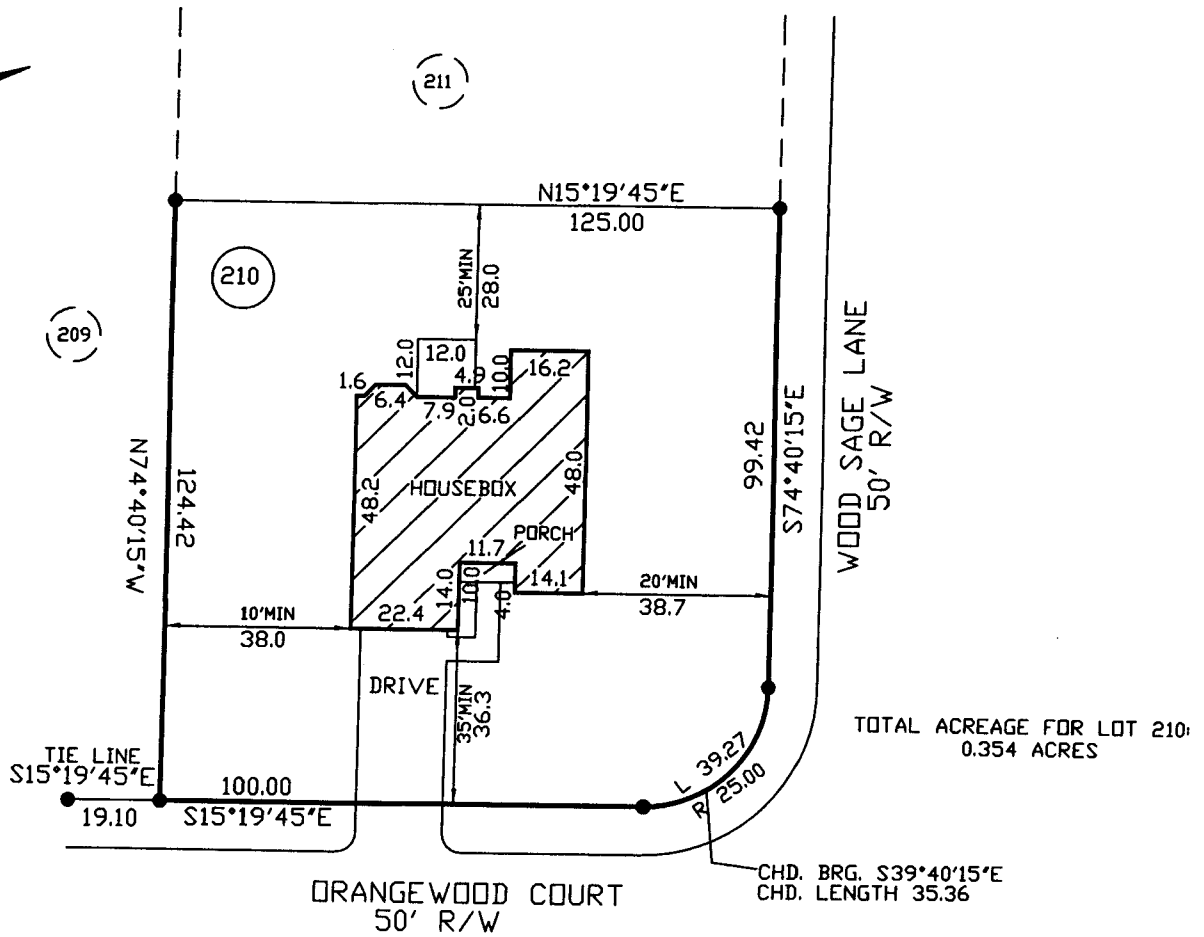 211
N15°19'45"E
125.00
210
25'MIN
28.0
209
12.0
12.0
4.9
10.0
16.2
1.6
6.4
7.9
2.0
6.6
WOOD SAGE LANE
50' R/W
S74°40'15"E
99.42
N74°40'15"W
124.42
48.2
HOUSEBOX
48.0
PORCH
11.7
14.0
10.0
4.0
14.1
20'MIN
38.7
10'MIN
38.0
22.4
DRIVE
35'MIN
36.3
TOTAL ACREAGE FOR LOT 210:
0.354 ACRES
TIE LINE
S15°19'45"E
19.10
100.00
S15°19'45"E
L 39.27
R 25.00
CHD. BRG. S39°40'15"E
CHD. LENGTH 35.36
ORANGEWOOD COURT
50' R/W